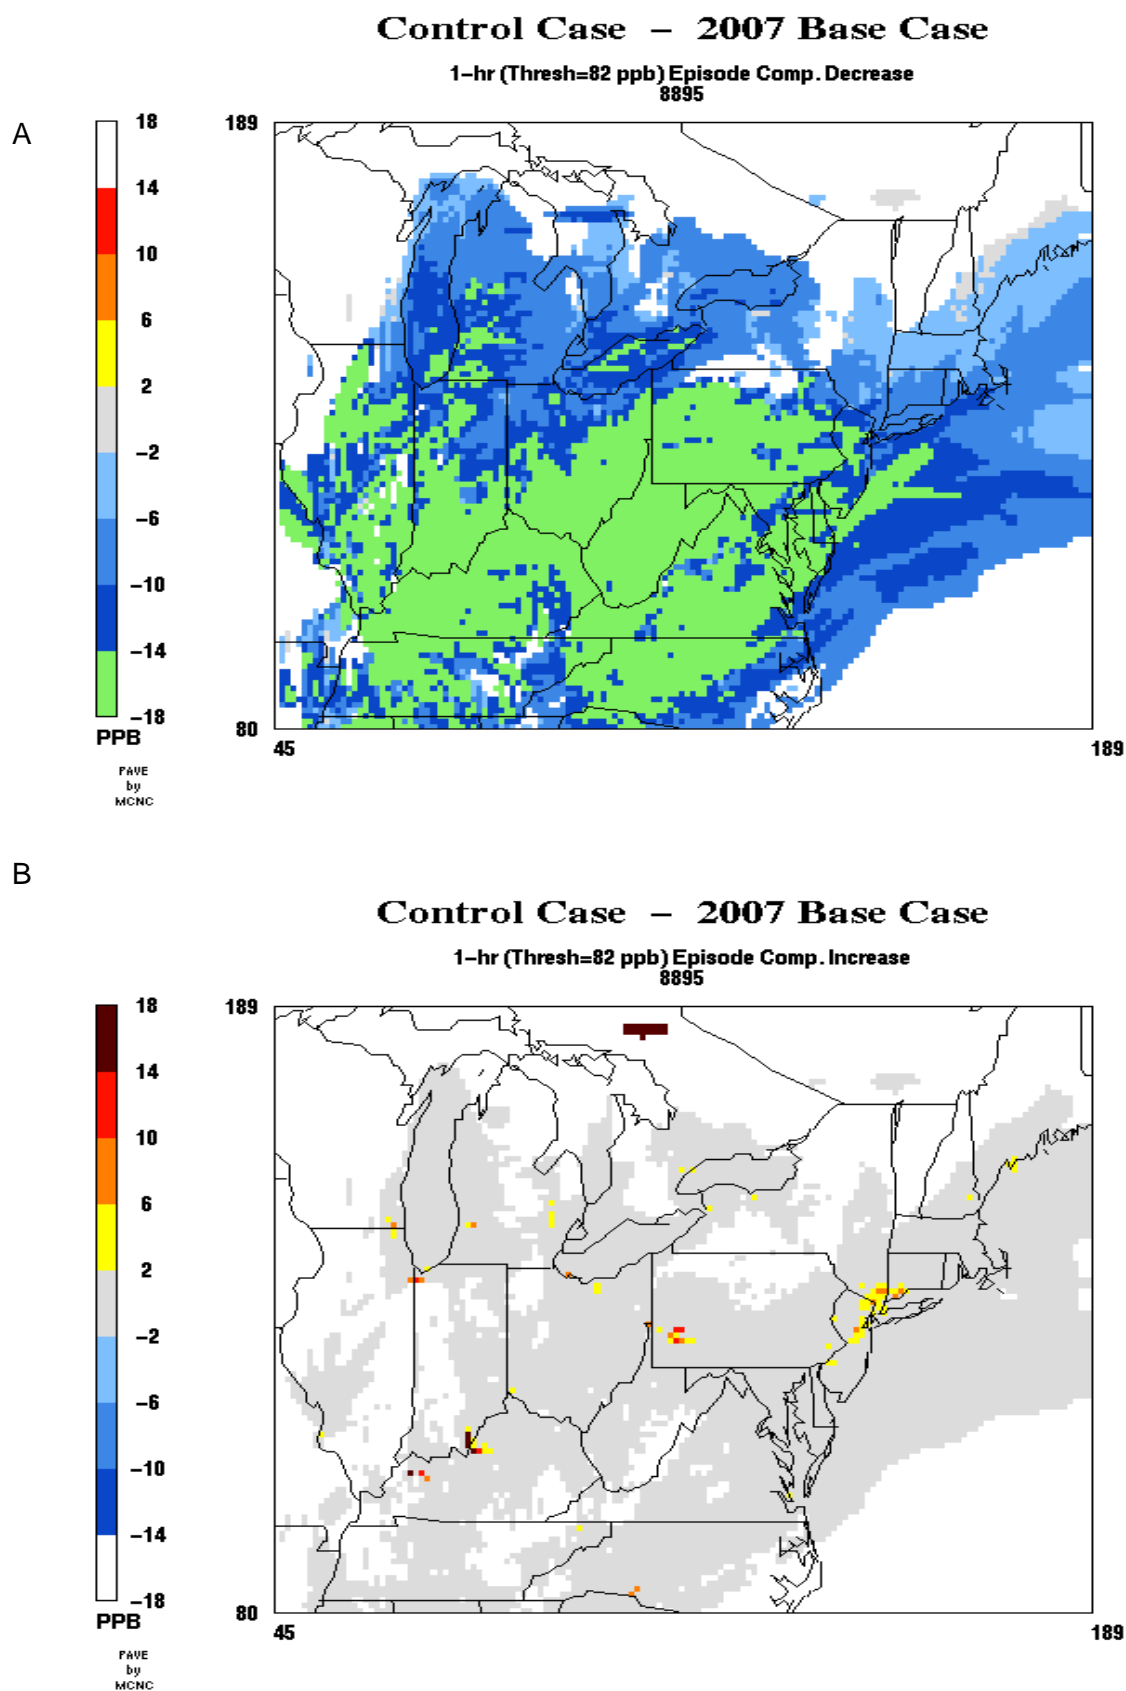 A
Control Case – 2007 Base Case
1-hr (Thresh=82 ppb) Episode Comp. Decrease
8895
18
14
10
6
2
-2
-6
-10
-14
-18
PPB
PAVE
by
MCNC
189
80
45
189
B
Control Case – 2007 Base Case
1-hr (Thresh=82 ppb) Episode Comp. Increase
8895
18
14
10
6
2
-2
-6
-10
-14
-18
PPB
PAVE
by
MCNC
189
80
45
189